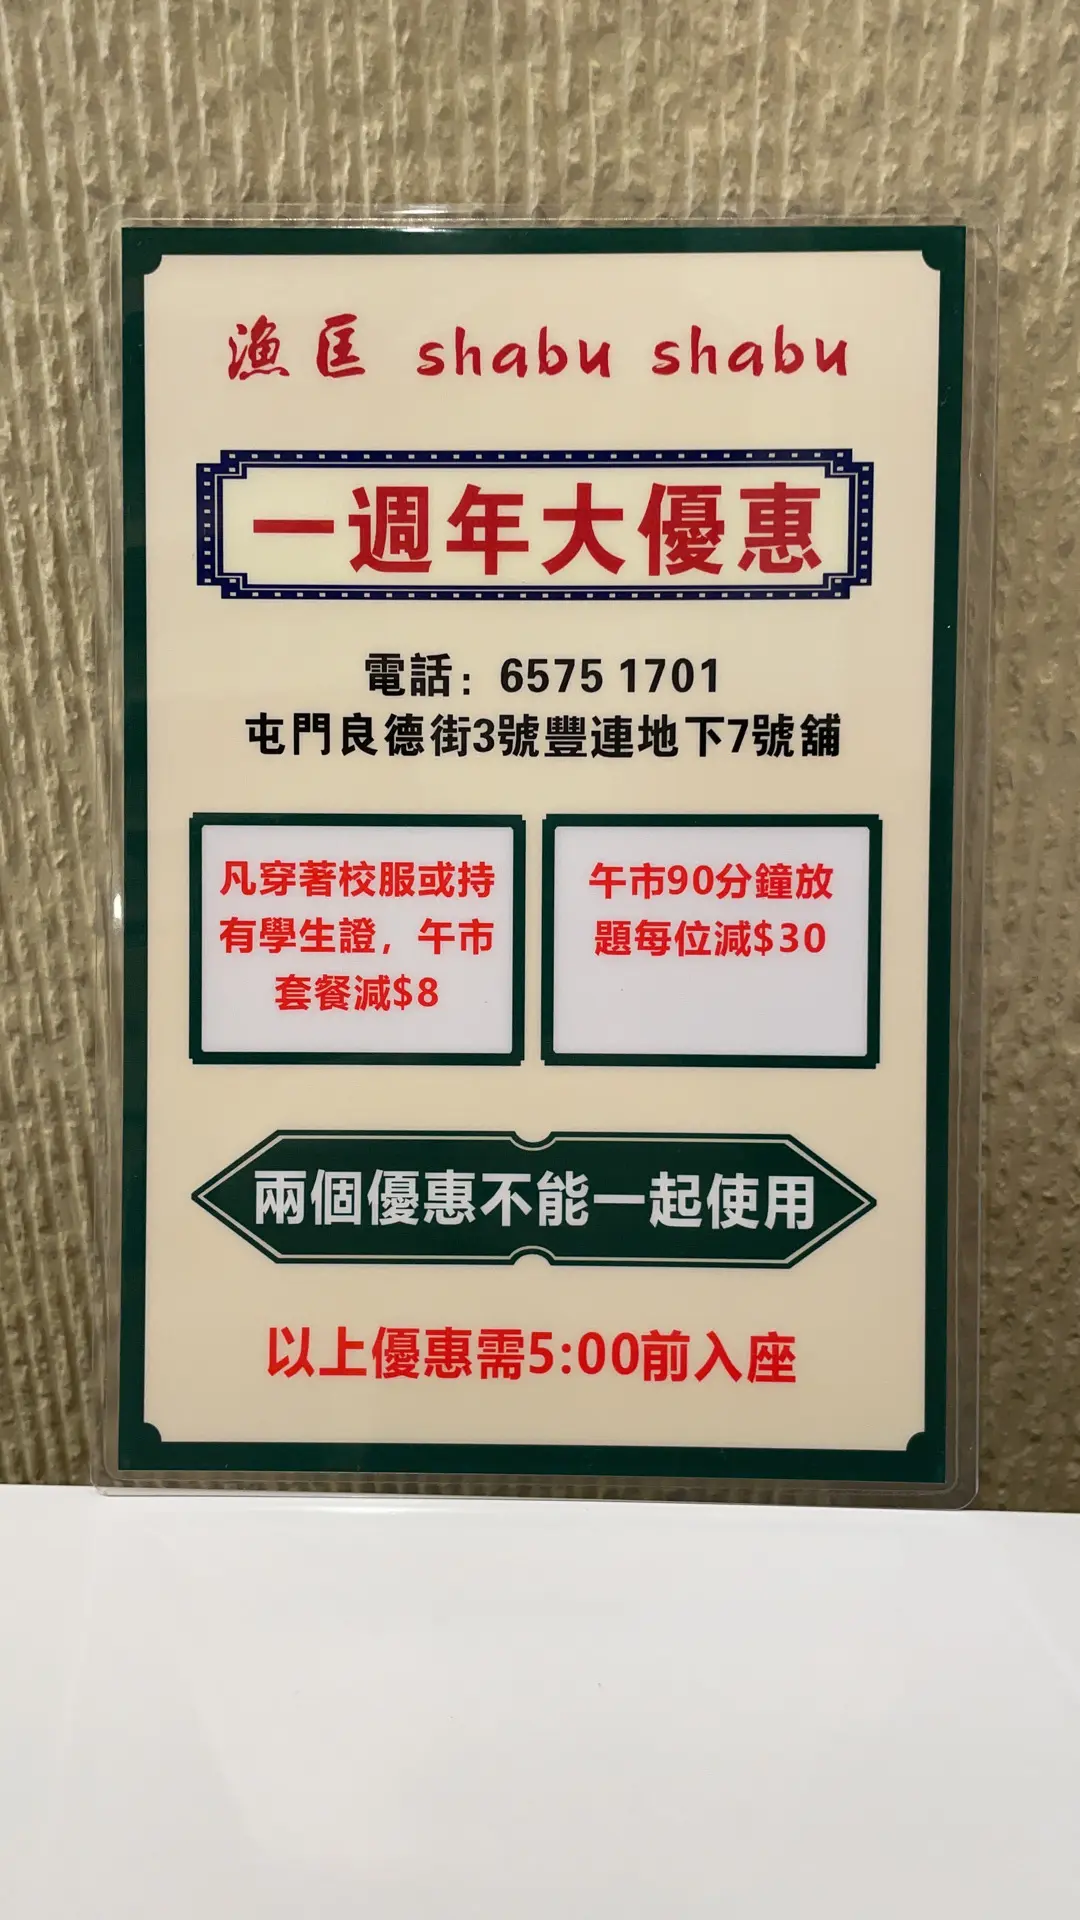 漁匡 shabu shabu
一週年大優惠
電話：6575 1701
屯門良德街3號豐連地下7號舖
凡穿著校服或持
有學生證，午市
套餐減$8
午市90分鐘放
題每位減$30
兩個優惠不能一起使用
以上優惠需5:00前入座